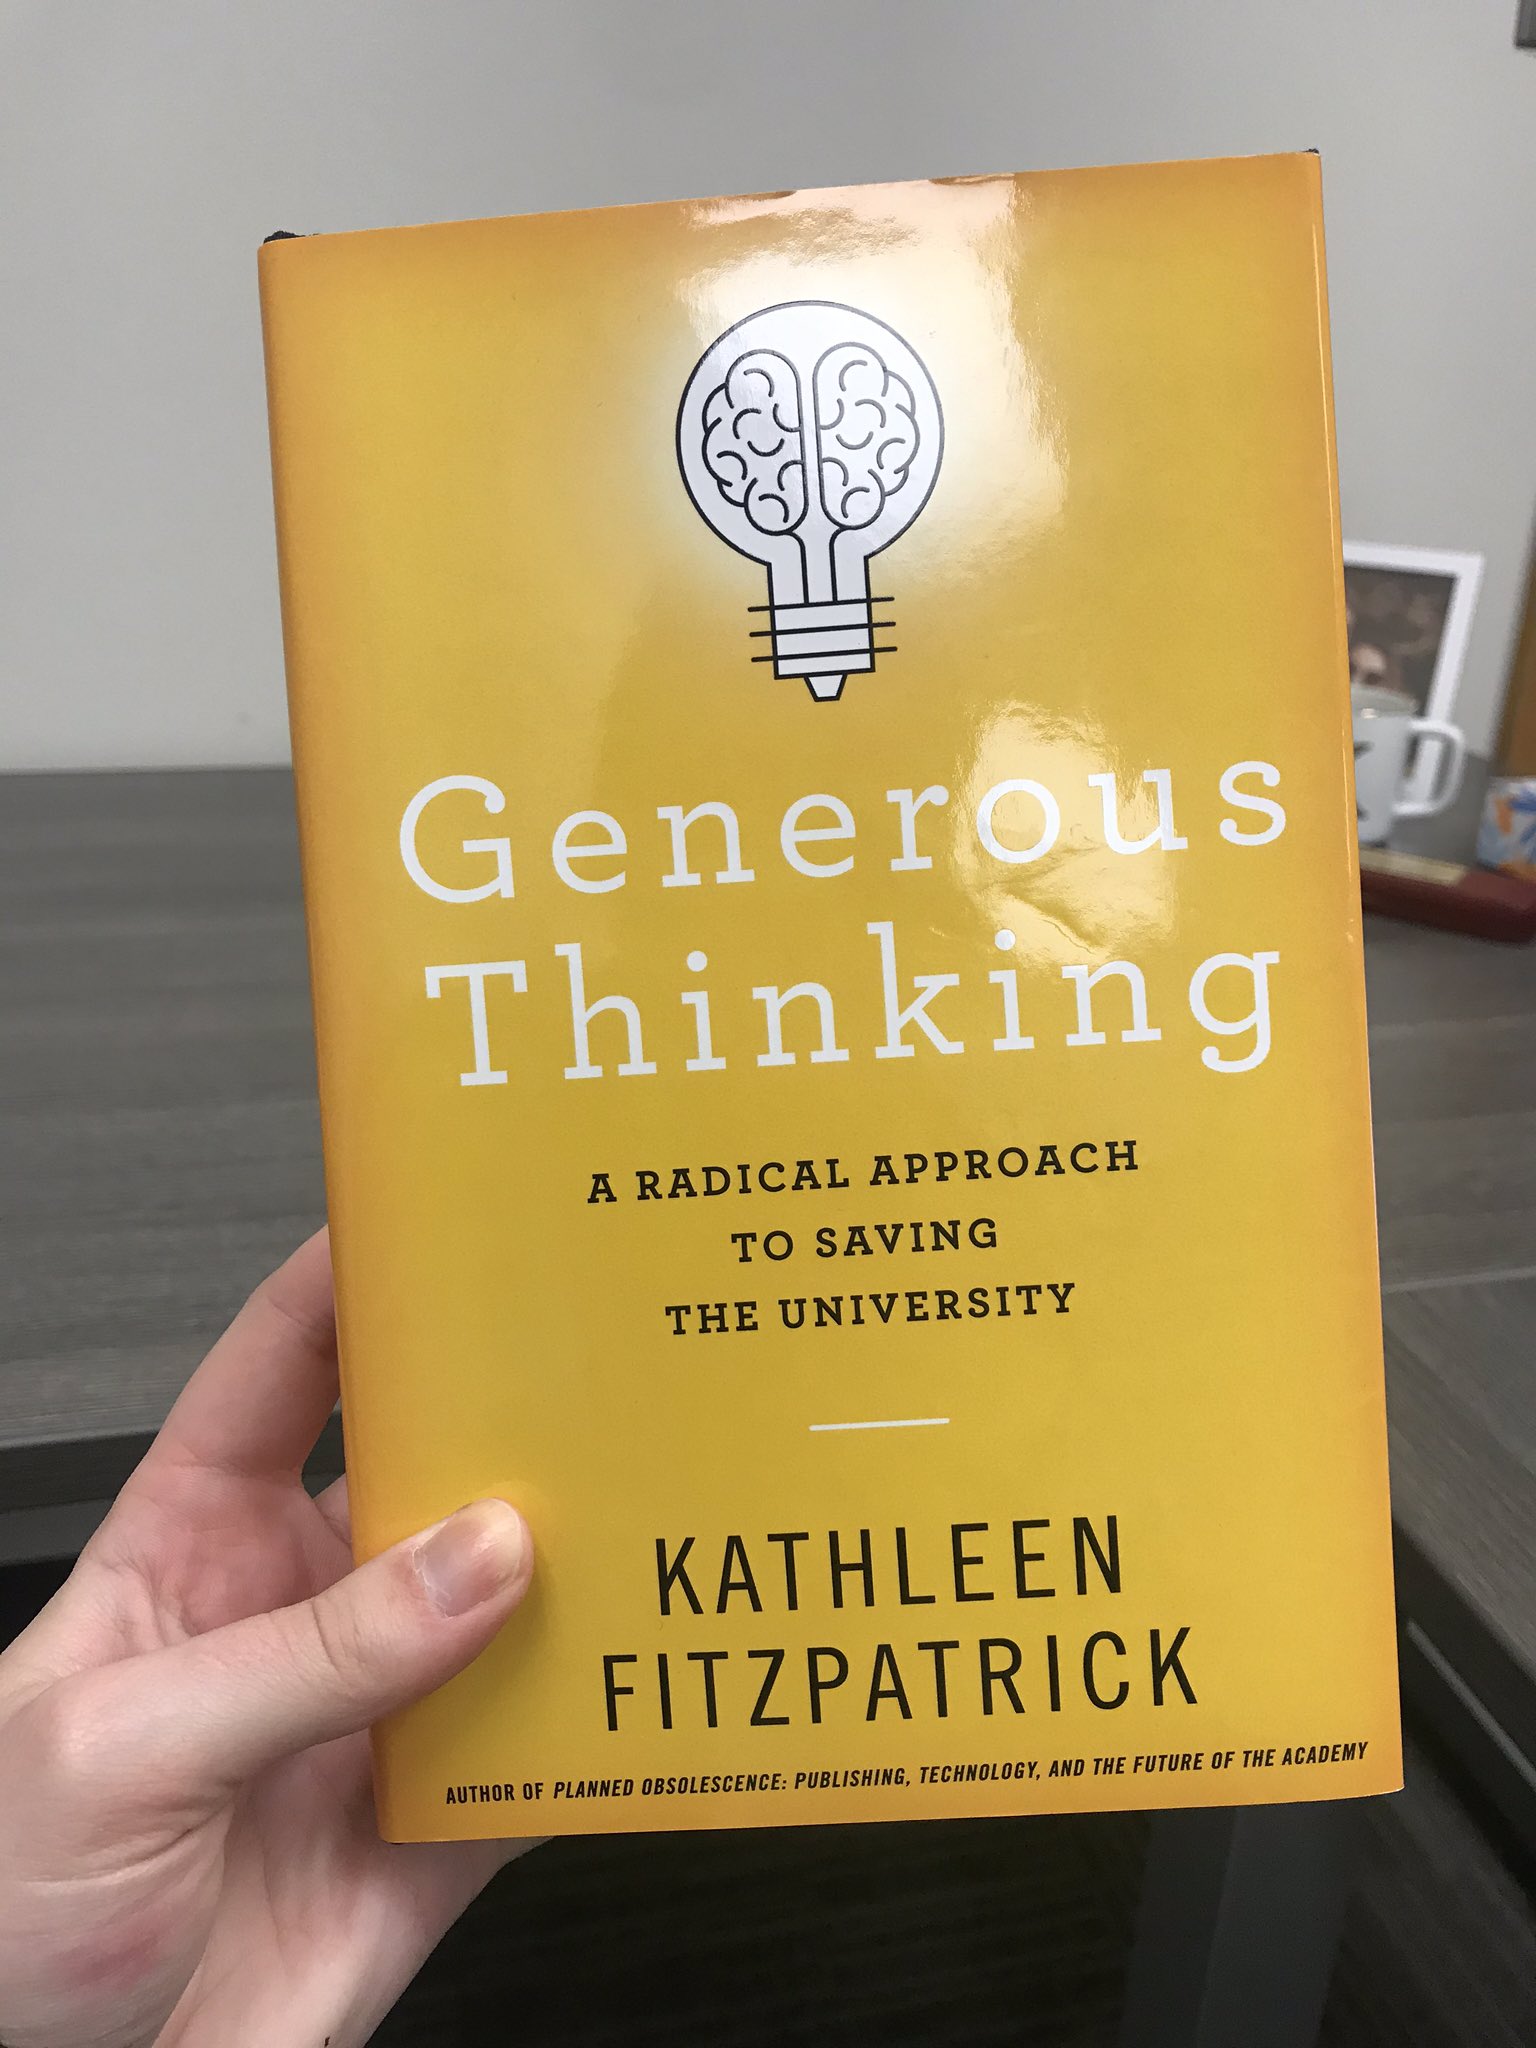 Generous
Thinking
A RADICAL APPROACH
TO SAVING
THE UNIVERSITY
KATHLEEN
FITZPATRICK
AUTHOR OF PLANNED OBSOLESCENCE: PUBLISHING, TECHNOLOGY, AND THE FUTURE OF THE ACADEMY